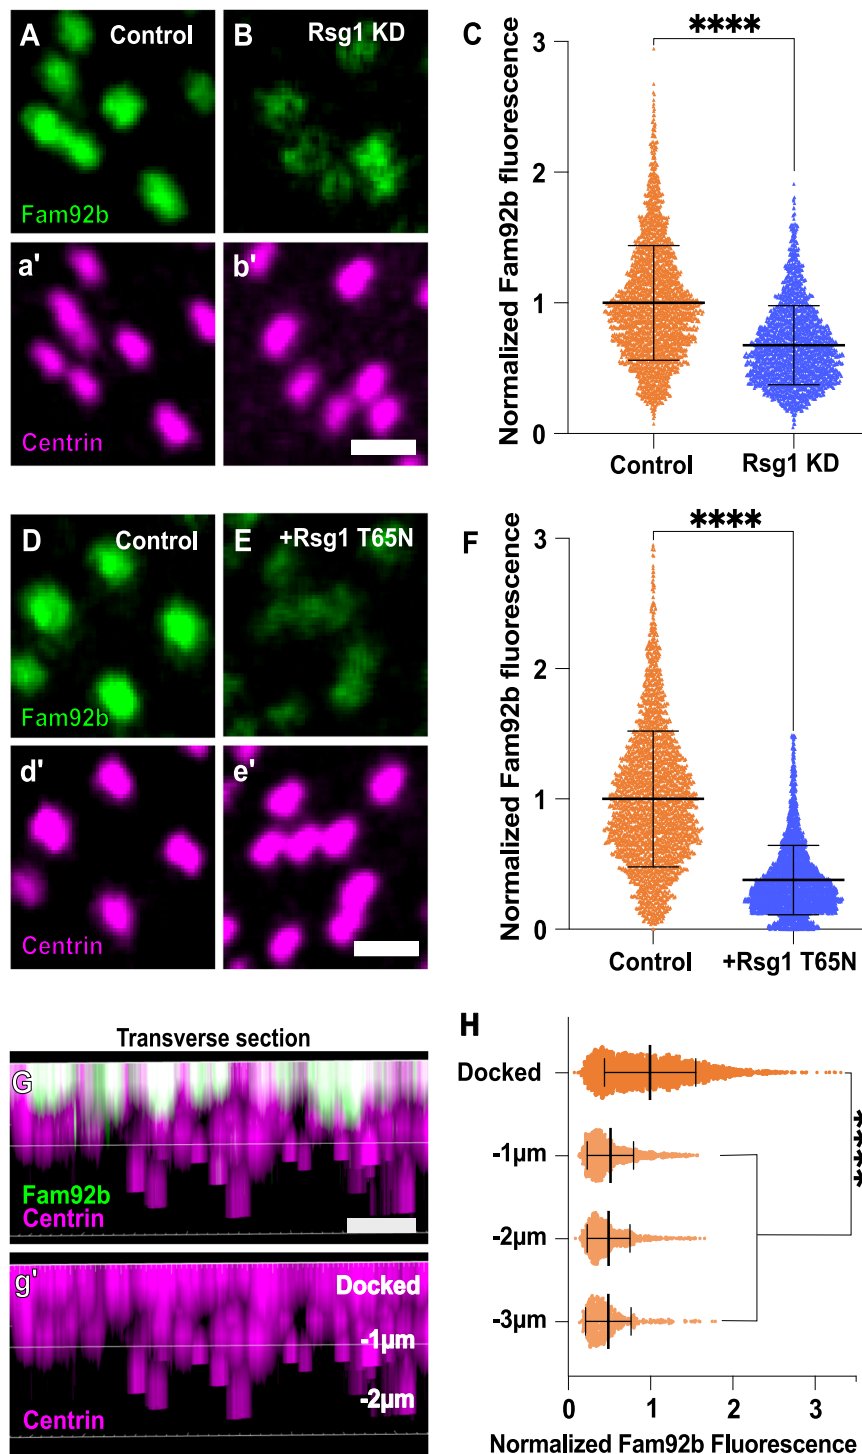 A Control
Fam92b
B Rsg1 KD
a'
Centrin
b'
C
****
Normalized Fam92b fluorescence
3
2
1
0
Control Rsg1 KD
D Control
Fam92b
E +Rsg1 T65N
d'
Centrin
e'
F
****
Normalized Fam92b fluorescence
3
2
1
0
Control +Rsg1 T65N
Transverse section
G
Fam92b
Centrin
g'
Docked
-1µm
-2µm
Centrin
H
Docked
-1µm
-2µm
-3µm
****
0 1 2 3
Normalized Fam92b Fluorescence